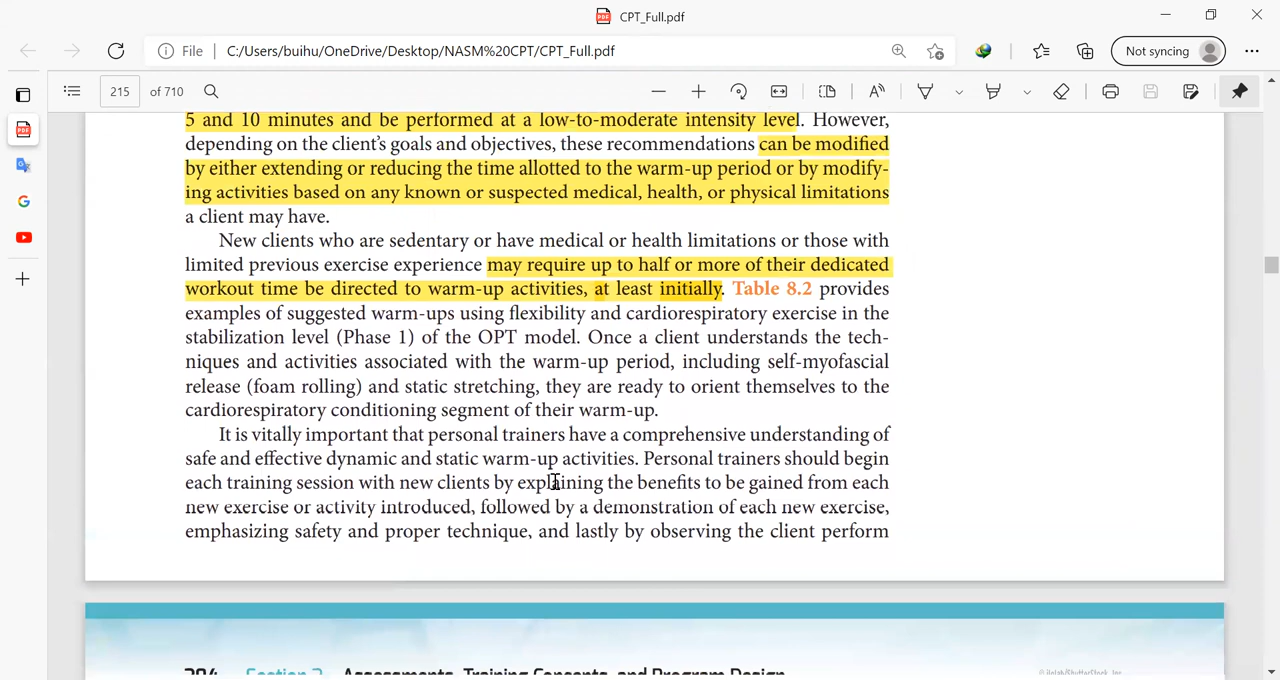 CPT_Full.pdf
File C:/Users/buihu/OneDrive/Desktop/NASM%20CPT/CPT_Full.pdf
Not syncing
215 of 710
5 and 10 minutes and be performed at a low-to-moderate intensity level. However,
depending on the client's goals and objectives, these recommendations can be modified
by either extending or reducing the time allotted to the warm-up period or by modify-
ing activities based on any known or suspected medical, health, or physical limitations
a client may have.
New clients who are sedentary or have medical or health limitations or those with
limited previous exercise experience may require up to half or more of their dedicated
workout time be directed to warm-up activities, at least initially. Table 8.2 provides
examples of suggested warm-ups using flexibility and cardiorespiratory exercise in the
stabilization level (Phase 1) of the OPT model. Once a client understands the tech-
niques and activities associated with the warm-up period, including self-myofascial
release (foam rolling) and static stretching, they are ready to orient themselves to the
cardiorespiratory conditioning segment of their warm-up.
It is vitally important that personal trainers have a comprehensive understanding of
safe and effective dynamic and static warm-up activities. Personal trainers should begin
each training session with new clients by explaining the benefits to be gained from each
new exercise or activity introduced, followed by a demonstration of each new exercise,
emphasizing safety and proper technique, and lastly by observing the client perform
Assessments, Training Concepts, and Program Design